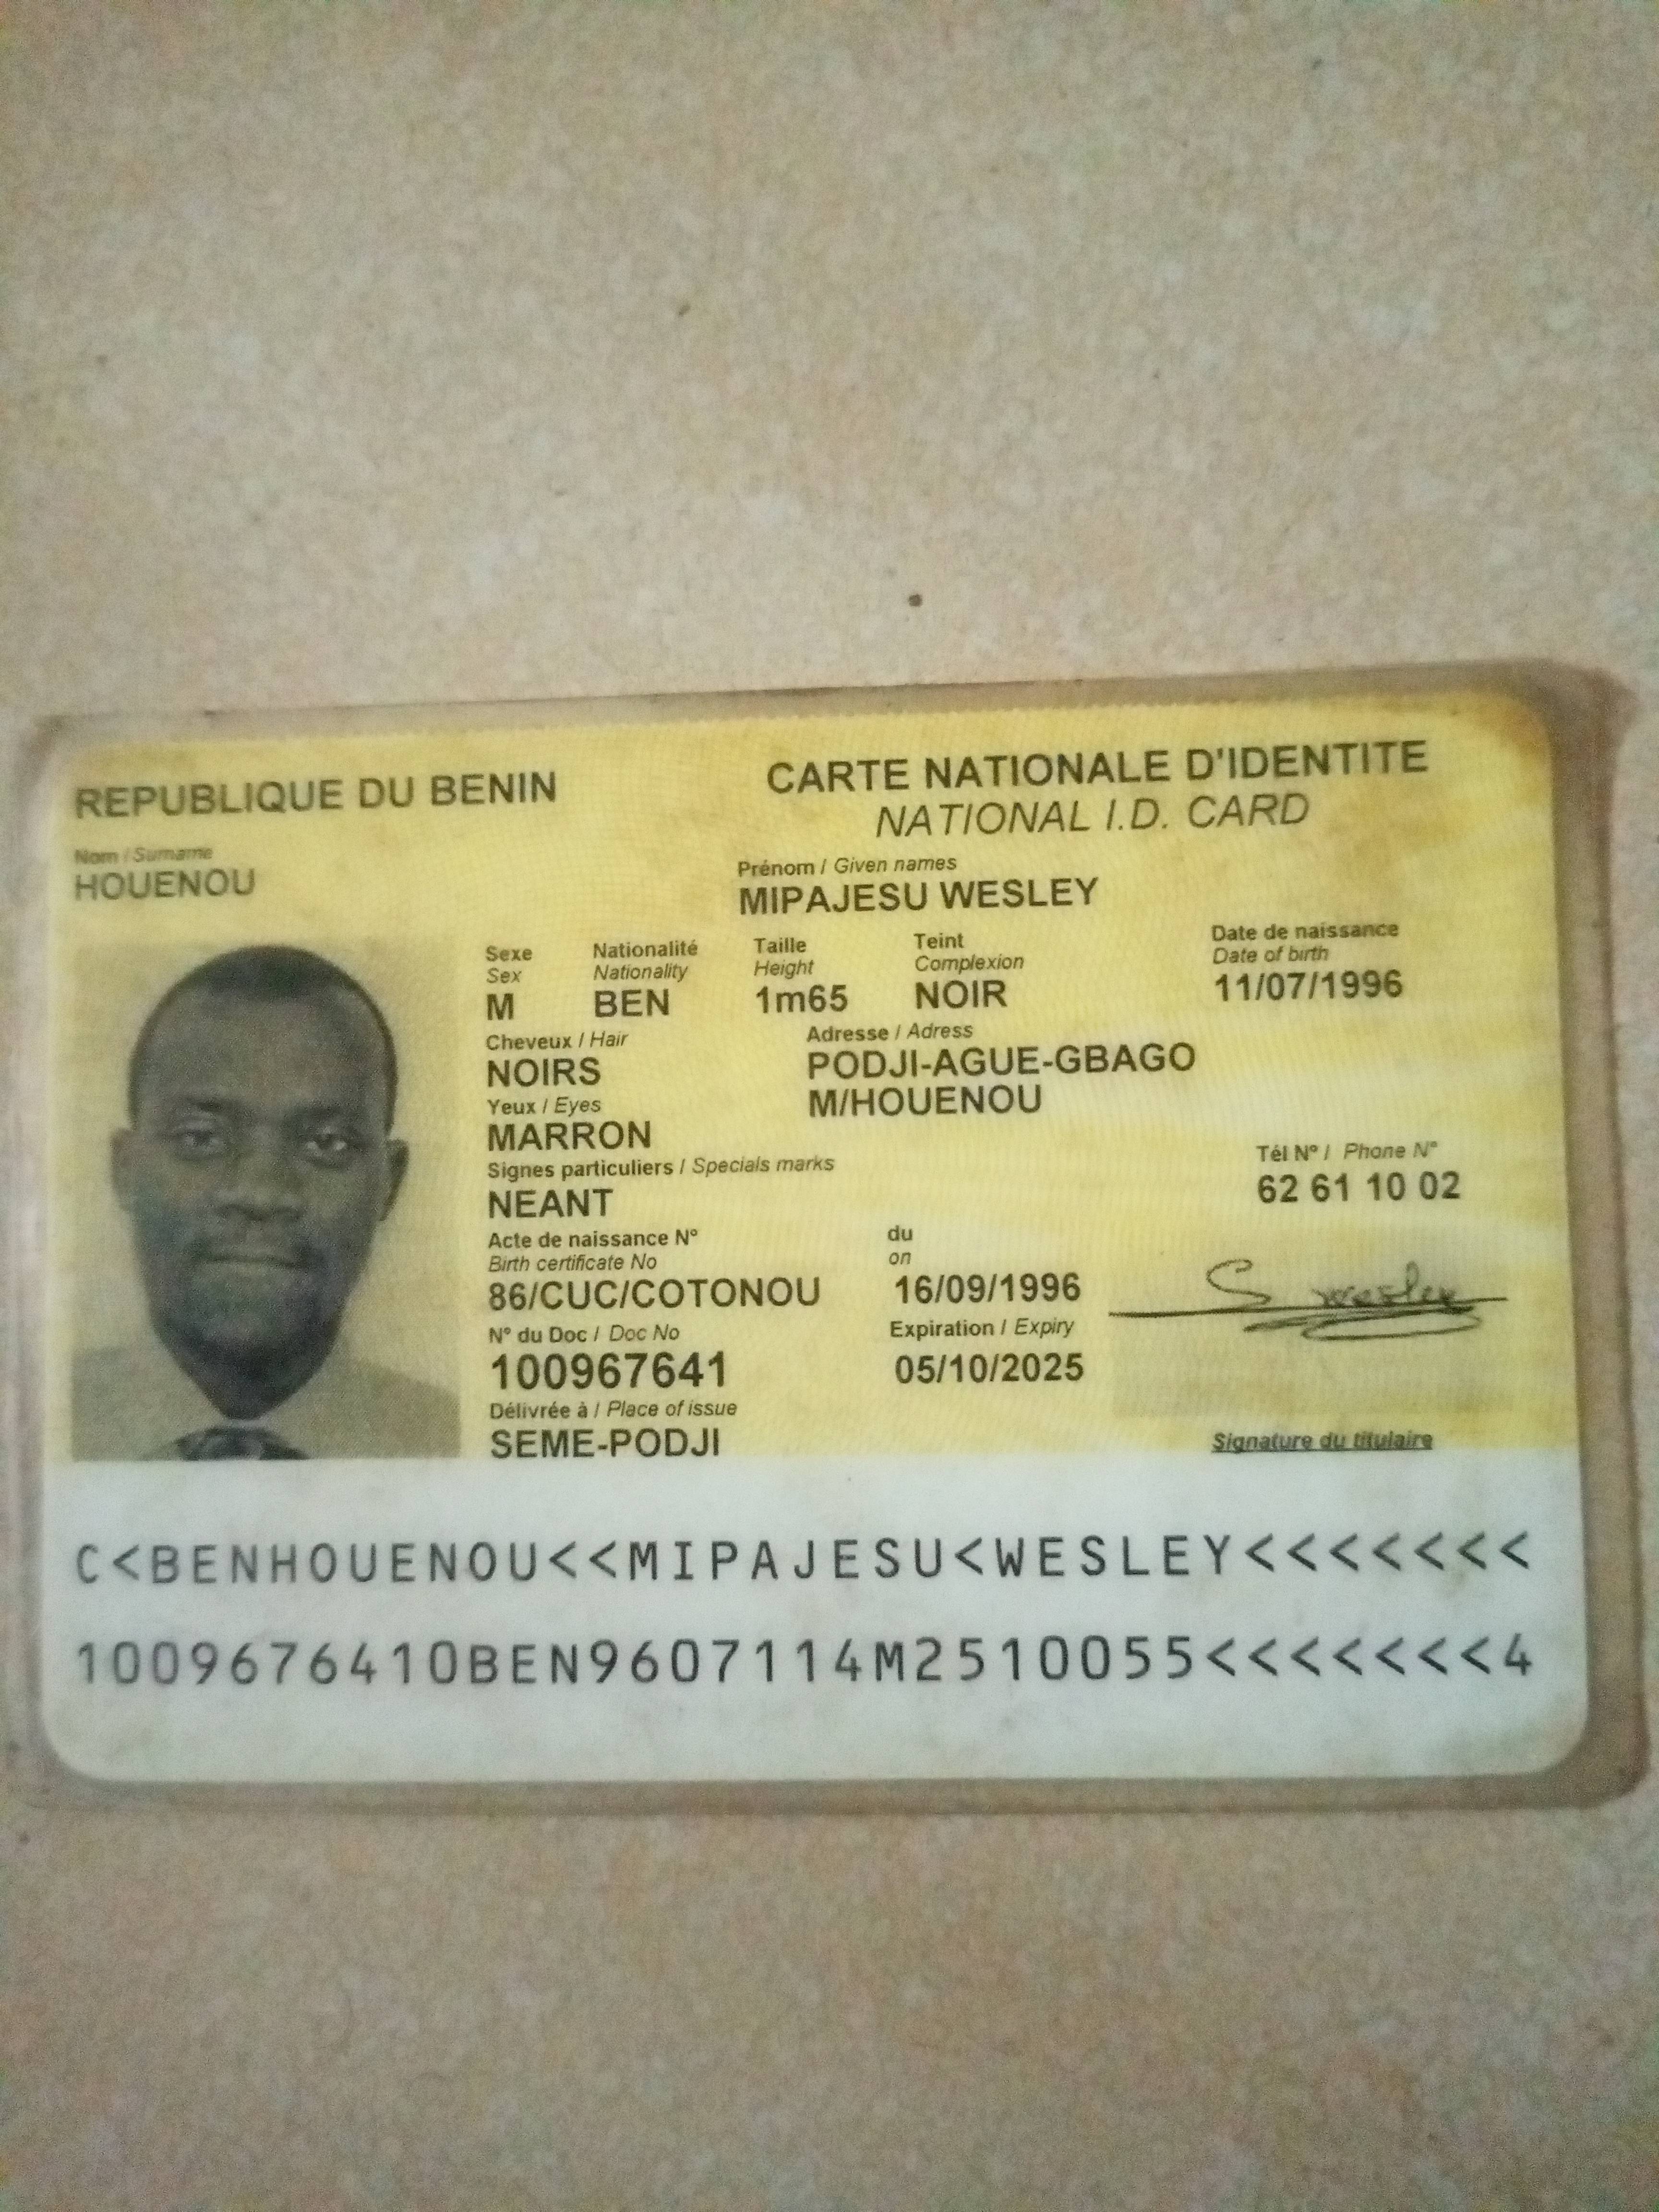 REPUBLIQUE DU BENIN
CARTE NATIONALE D'IDENTITE
NATIONAL I.D. CARD
Nom / Surname
HOUENOU
Prénom / Given names
MIPAJESU WESLEY
Sexe Nationalité Taille Teint Date de naissance
Sex Nationality Height Complexion Date of birth
M BEN 1m65 NOIR 11/07/1996
Cheveux / Hair Adresse / Adress
NOIRS PODJI-AGUE-GBAGO
M/HOUENOU
Yeux / Eyes
MARRON
Signes particuliers / Specials marks Tél N° / Phone N°
NEANT 62 61 10 02
Acte de naissance N° du
Birth certificate No on
86/CUC/COTONOU 16/09/1996
S wesley
N° du Doc / Doc No Expiration / Expiry
100967641 05/10/2025
Délivrée à / Place of issue
SEME-PODJI
Signature du titulaire
C<BENHOUENOU<<MIPAJESU<WESLEY<<<<<<<
1009676410BEN9607114M2510055<<<<<<<4